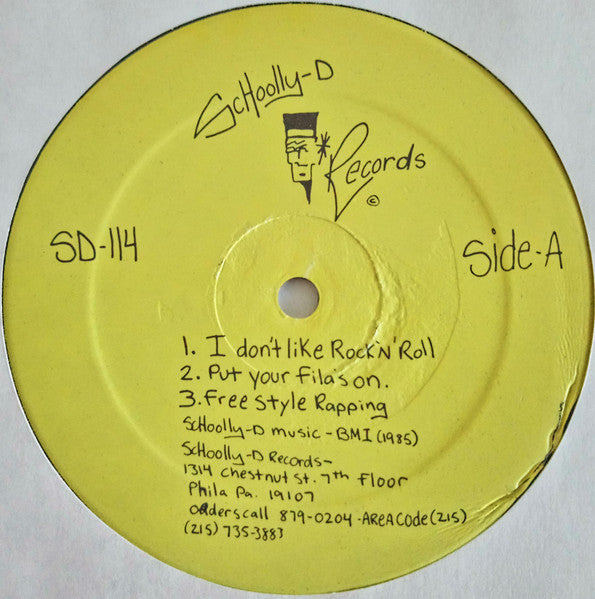 Schoolly-D
Records
©
SD-114
Side-A
1. I don't like Rock 'N' Roll
2. Put your fila's on.
3. Free style Rapping
Schoolly-D music - BMI (1985)
Schoolly-D Records-
1314 chestnut st. 7th floor
Phila Pa. 19107
orders call 879-0204 - AREA Code (215)
(215) 735-3883